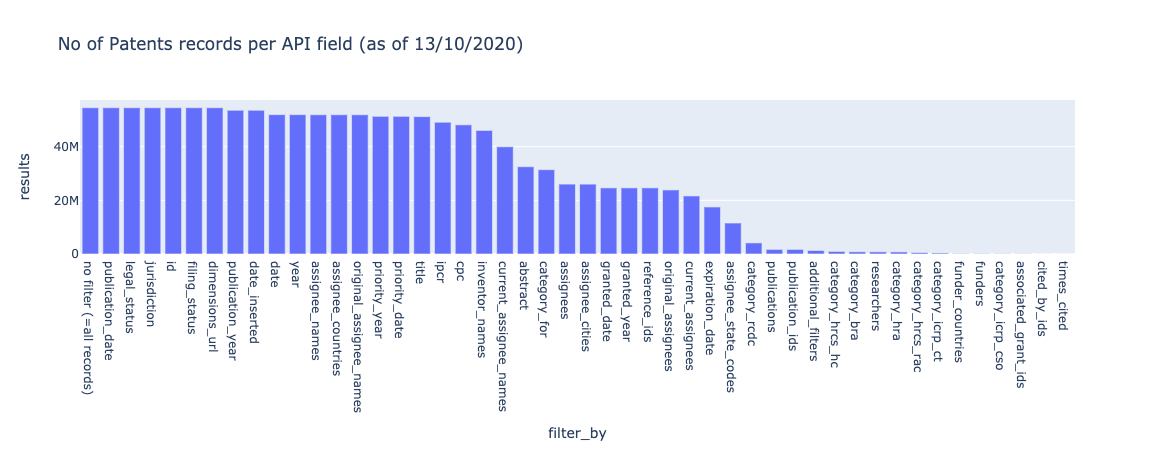 No of Patents records per API field (as of 13/10/2020)
results
40M
20M
0
no filter (=all records)
publication_date
legal_status
jurisdiction
id
filing_status
dimensions_url
publication_year
date_inserted
date
year
assignee_names
assignee_countries
original_assignee_names
priority_year
priority_date
title
ipcr
cpc
inventor_names
current_assignee_names
abstract
category_for
assignees
assignee_cities
granted_date
granted_year
reference_ids
original_assignees
current_assignees
expiration_date
assignee_state_codes
category_rcdc
publications
publication_ids
additional_filters
category_hrcs_hc
category_bra
researchers
category_hra
category_hrcs_rac
category_icrp_ct
funder_countries
funders
category_icrp_cso
associated_grant_ids
cited_by_ids
times_cited
filter_by